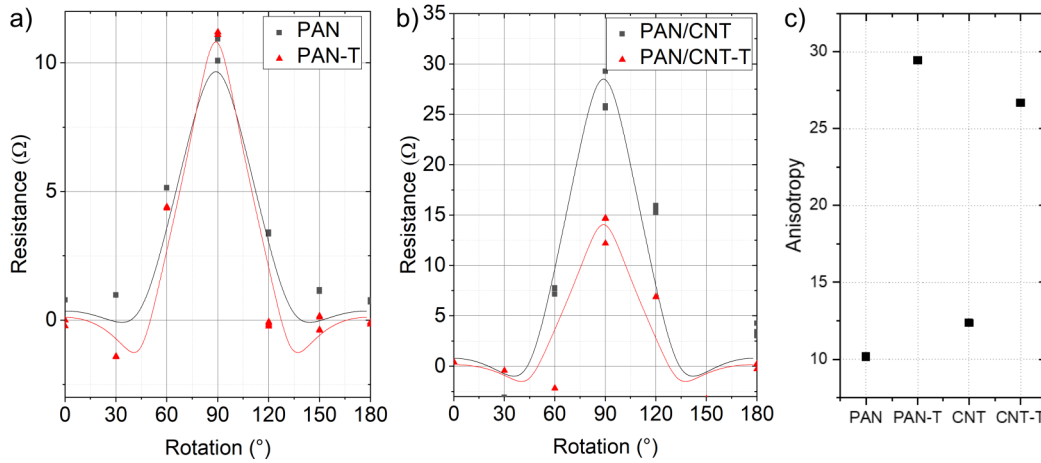 a)
PAN
PAN-T
Resistance (Ω)
10
5
0
0 30 60 90 120 150 180
Rotation (°)
b)
PAN/CNT
PAN/CNT-T
Resistance (Ω)
35
30
25
20
15
10
5
0
0 30 60 90 120 150 180
Rotation (°)
c)
Anisotropy
30
25
20
15
10
PAN PAN-T CNT CNT-T